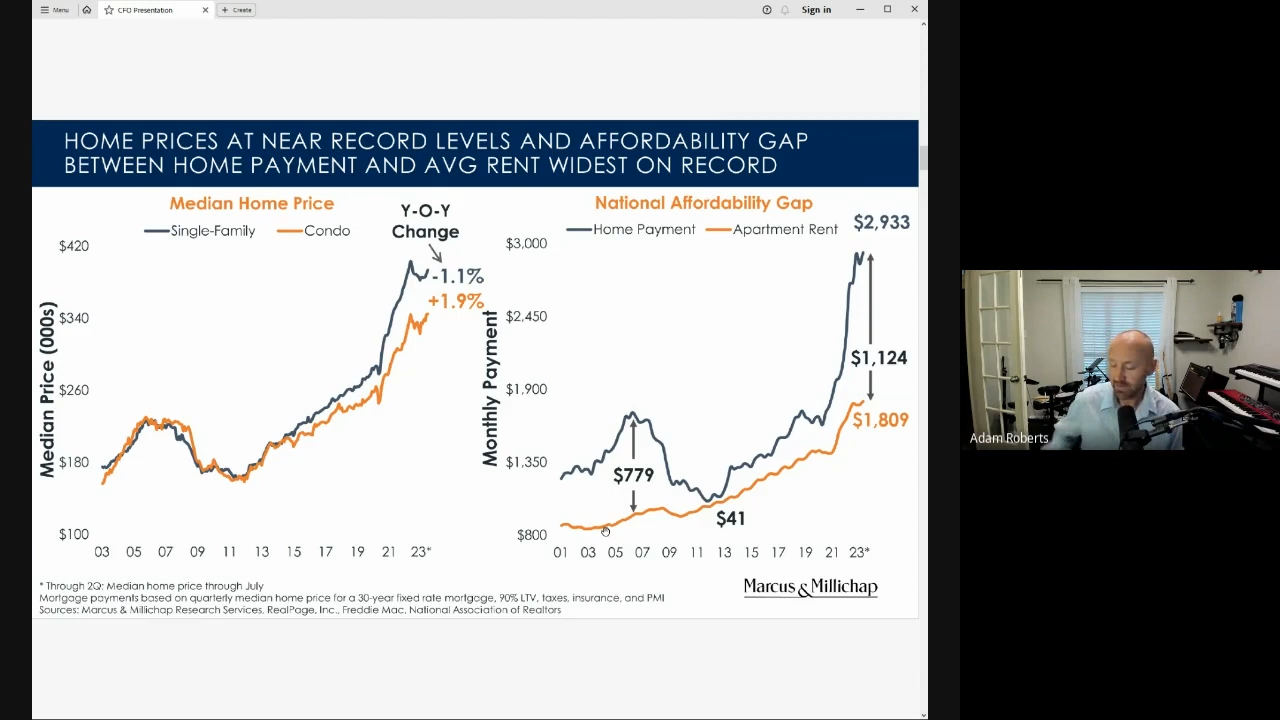 Menu
CFO Presentation
Create
Sign in
HOME PRICES AT NEAR RECORD LEVELS AND AFFORDABILITY GAP
BETWEEN HOME PAYMENT AND AVG RENT WIDEST ON RECORD
Median Home Price
Single-Family
Condo
Y-O-Y
Change
-1.1%
+1.9%
Median Price (000s)
$420
$340
$260
$180
$100
03 05 07 09 11 13 15 17 19 21 23*
National Affordability Gap
Home Payment
Apartment Rent
$2,933
$1,124
$1,809
$779
$41
Monthly Payment
$3,000
$2,450
$1,900
$1,350
$800
01 03 05 07 09 11 13 15 17 19 21 23*
* Through 2Q: Median home price through July
Mortgage payments based on quarterly median home price for a 30-year fixed rate mortgage, 90% LTV, taxes, insurance, and PMI
Sources: Marcus & Millichap Research Services, RealPage, Inc., Freddie Mac, National Association of Realtors
Marcus & Millichap
Adam Roberts